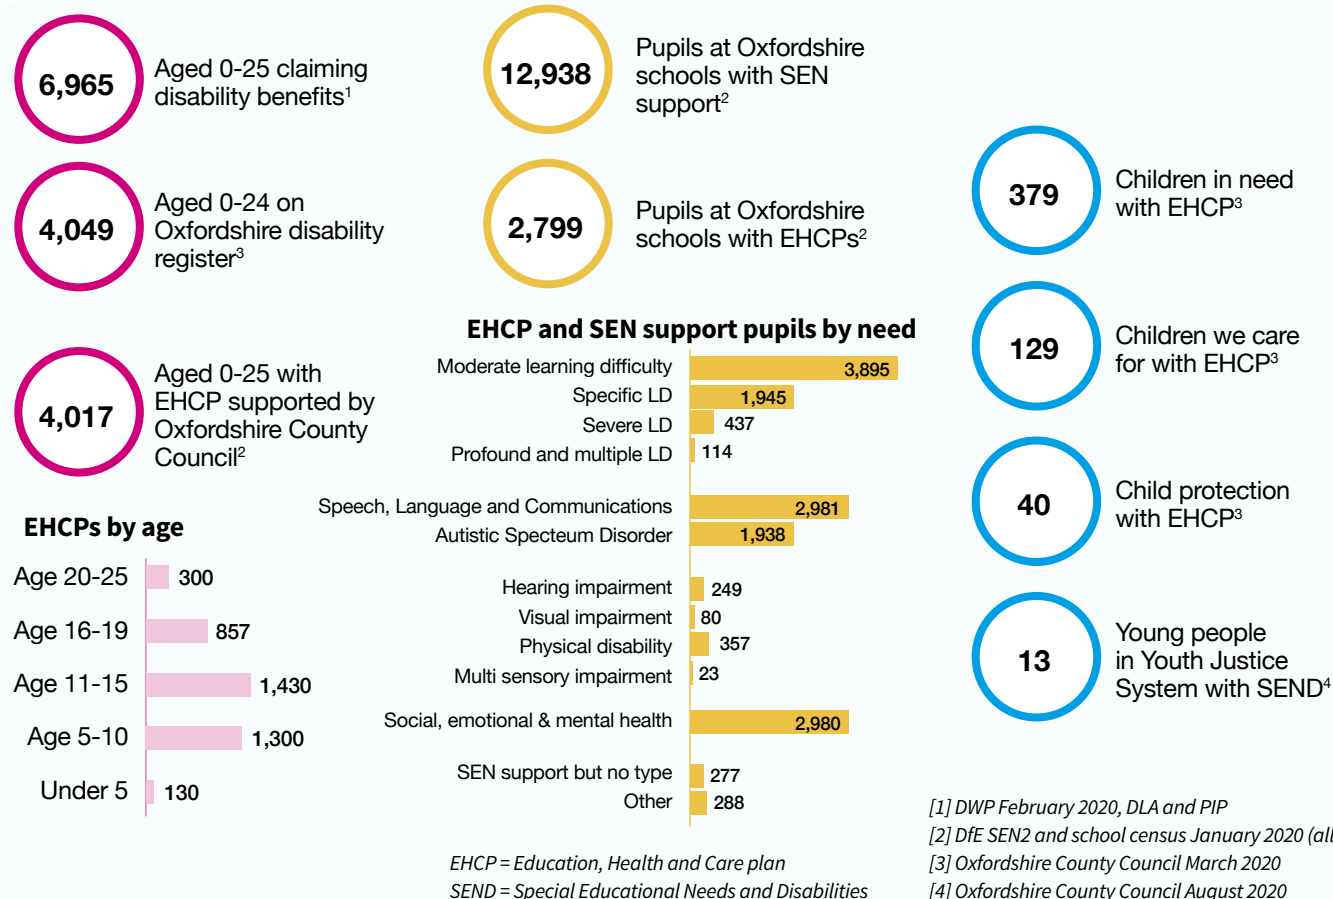 6,965
Aged 0-25 claiming
disability benefits¹
4,049
Aged 0-24 on
Oxfordshire disability
register³
4,017
Aged 0-25 with
EHCP supported by
Oxfordshire County
Council²
EHCPs by age
Age 20-25 300
Age 16-19 857
Age 11-15 1,430
Age 5-10 1,300
Under 5 130
12,938
Pupils at Oxfordshire
schools with SEN
support²
2,799
Pupils at Oxfordshire
schools with EHCPs²
EHCP and SEN support pupils by need
Moderate learning difficulty 3,895
Specific LD 1,945
Severe LD 437
Profound and multiple LD 114
Speech, Language and Communications 2,981
Autistic Specteum Disorder 1,938
Hearing impairment 249
Visual impairment 80
Physical disability 357
Multi sensory impairment 23
Social, emotional & mental health 2,980
SEN support but no type 277
Other 288
EHCP = Education, Health and Care plan
SEND = Special Educational Needs and Disabilities
379
Children in need
with EHCP³
129
Children we care
for with EHCP³
40
Child protection
with EHCP³
13
Young people
in Youth Justice
System with SEND⁴
[1] DWP February 2020, DLA and PIP
[2] DfE SEN2 and school census January 2020 (all
[3] Oxfordshire County Council March 2020
[4] Oxfordshire County Council August 2020